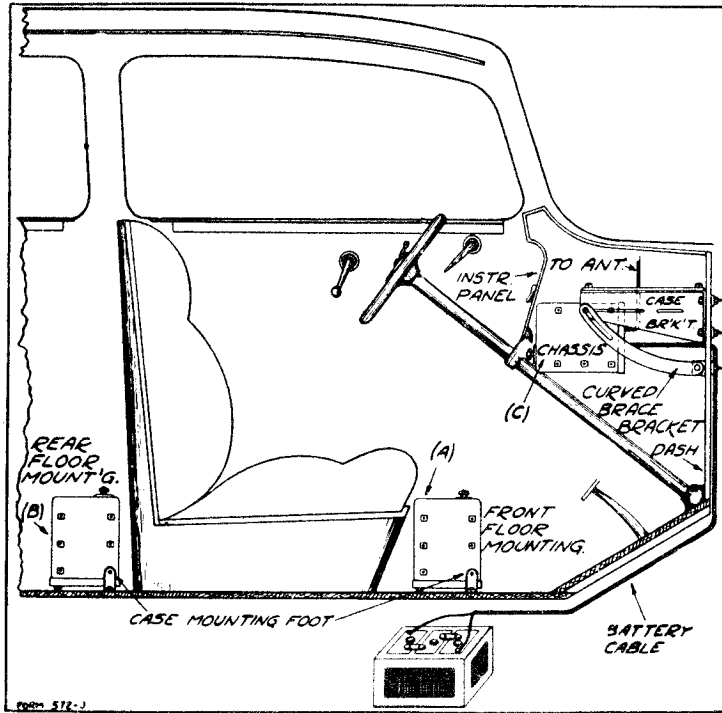 TO ANT.
INSTR.
PANEL
CASE
BR'K'T.
CHASSIS
(C)
CURVED
BRACE
BRACKET
DASH
REAR
FLOOR
MOUNT'G.
(B)
(A)
FRONT
FLOOR
MOUNTING.
CASE MOUNTING FOOT
BATTERY
CABLE
FORM 572-J